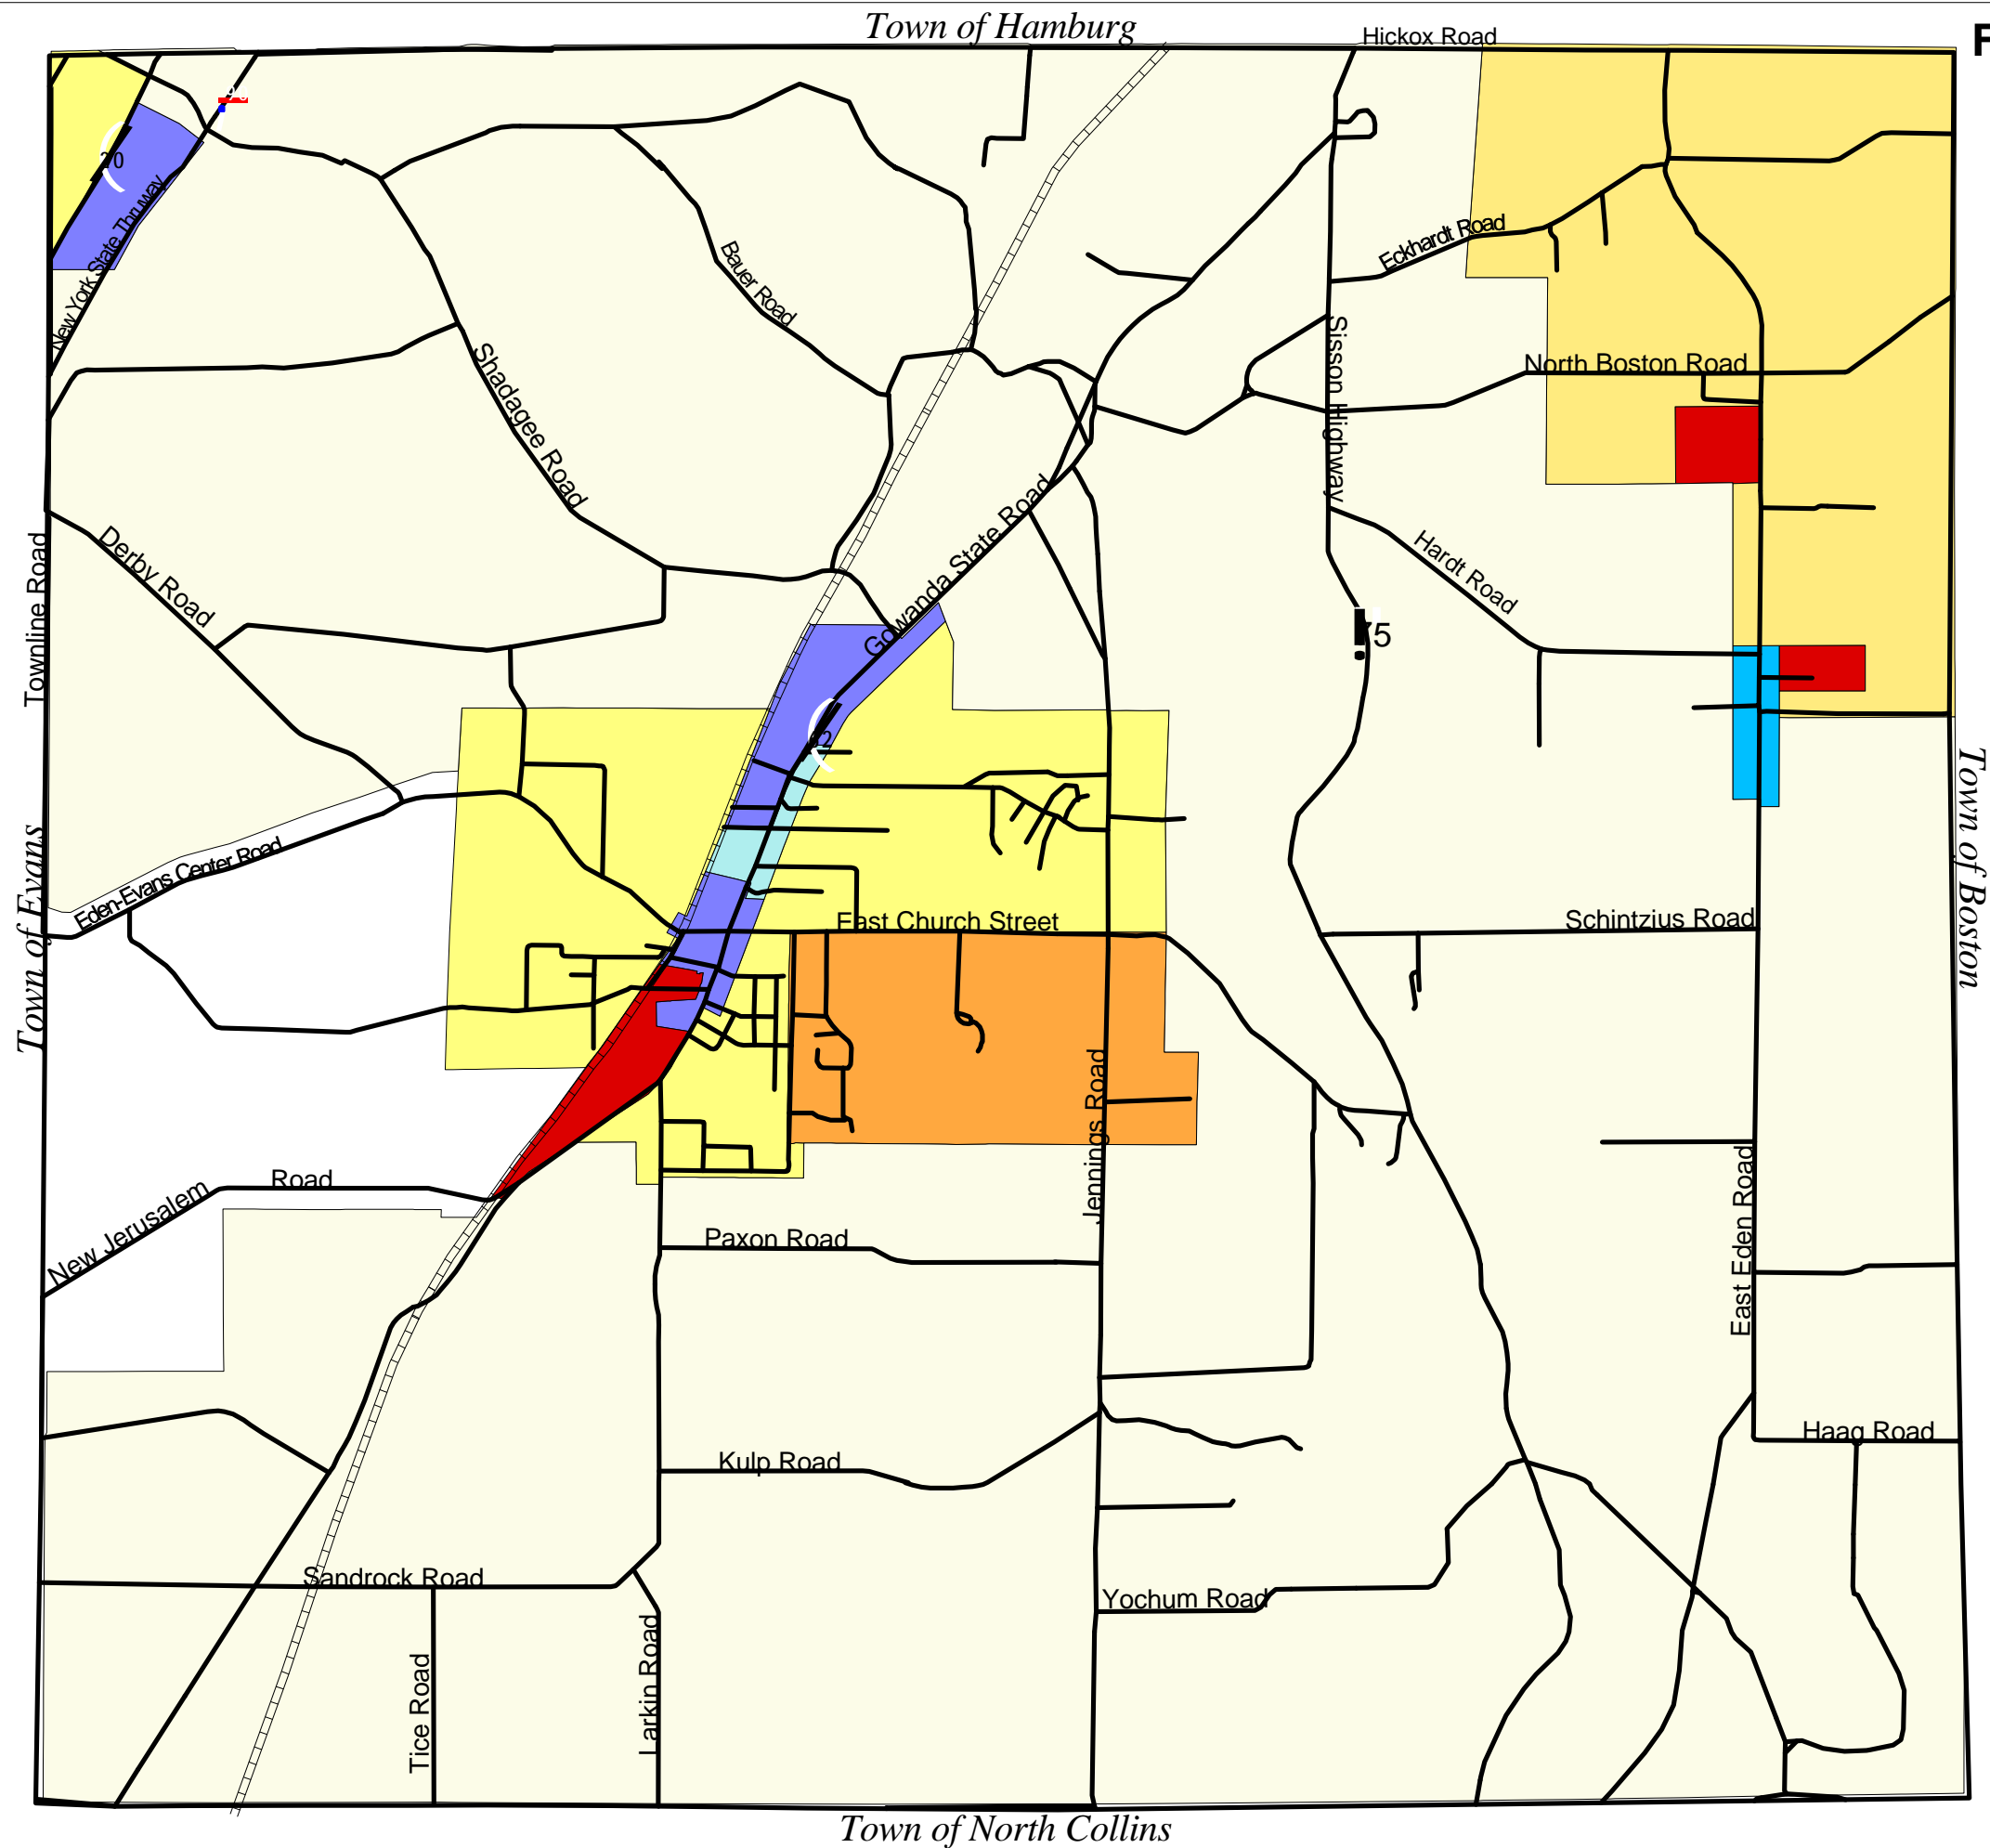 Town of Hamburg
Hickox Road
F
20
New York State Thruway
Eckhardt Road
Bauer Road
Sisson Highway
North Boston Road
Shadagee Road
Gowanda State Road
Derby Road
Hardt Road
Townline Road
75
62
Town of Boston
Town of Evans
Eden-Evans Center Road
East Church Street
Schintzius Road
Jennings Road
East Eden Road
Road
New Jerusalem
Paxon Road
Haag Road
Kulp Road
Sandrock Road
Yochum Road
Tice Road
Larkin Road
Town of North Collins